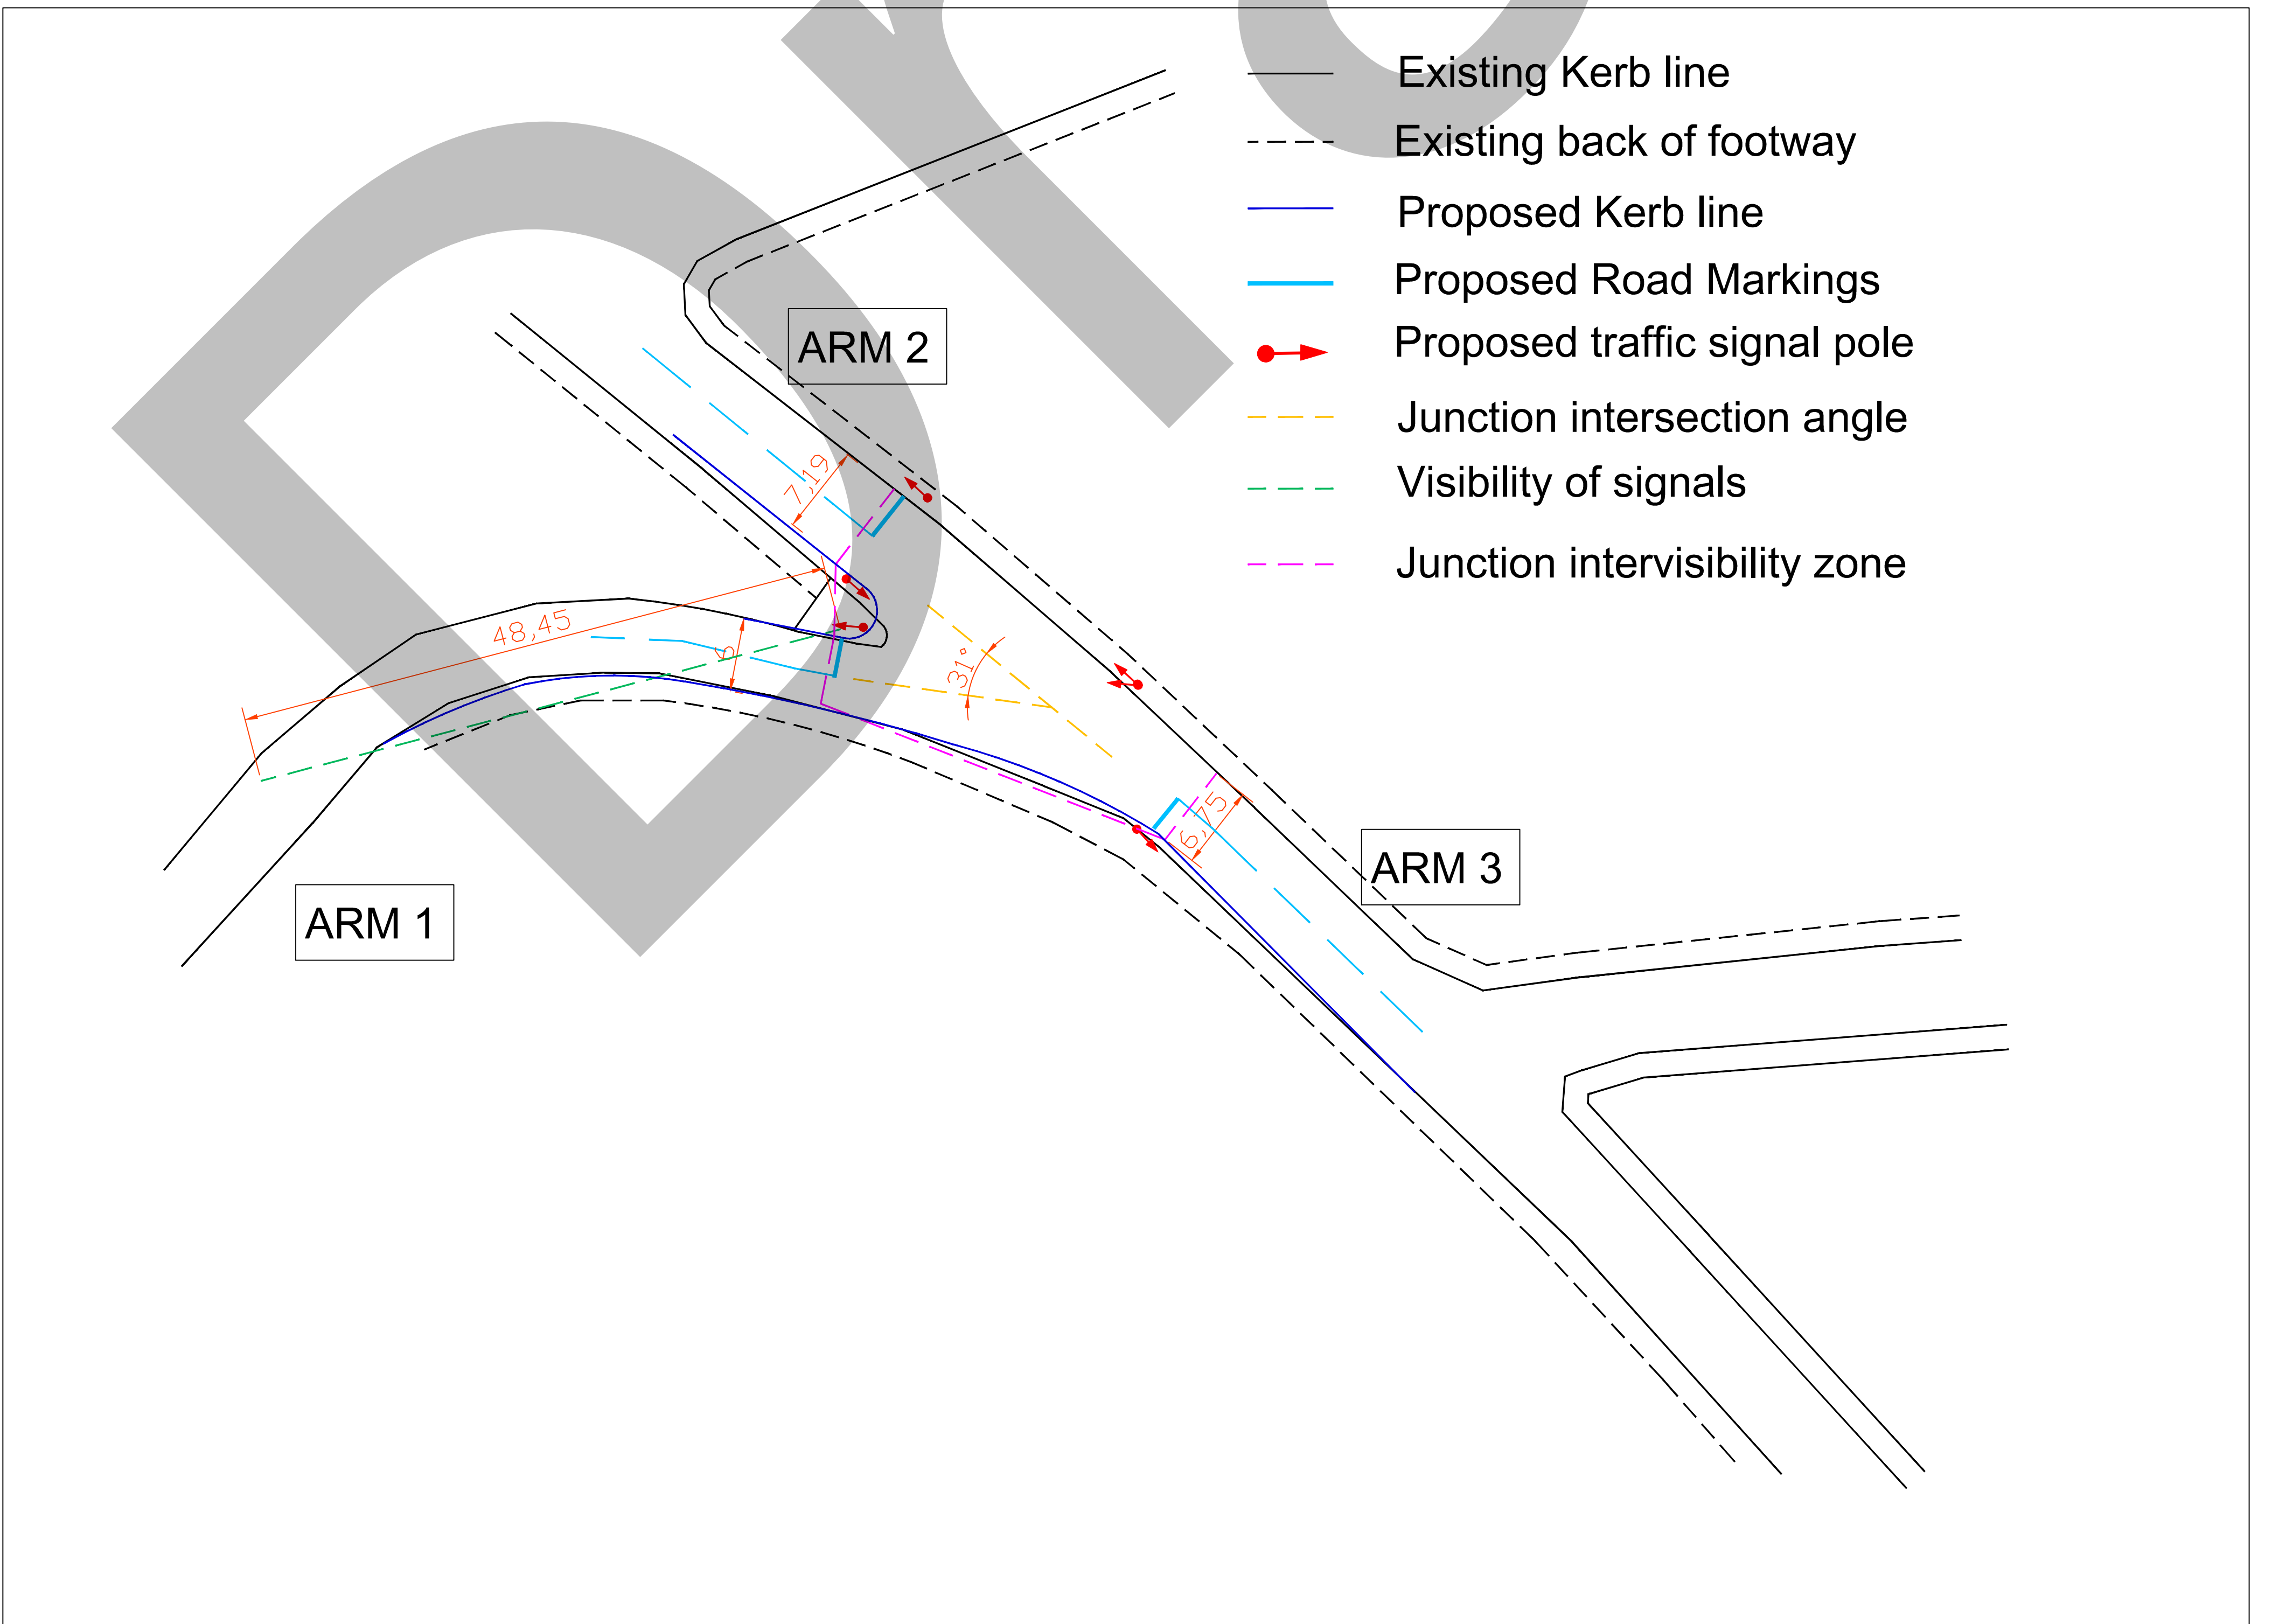 Existing Kerb line
Existing back of footway
Proposed Kerb line
Proposed Road Markings
Proposed traffic signal pole
Junction intersection angle
Visibility of signals
Junction intervisibility zone
ARM 2
7,19
48,45
31°
6,75
ARM 3
ARM 1